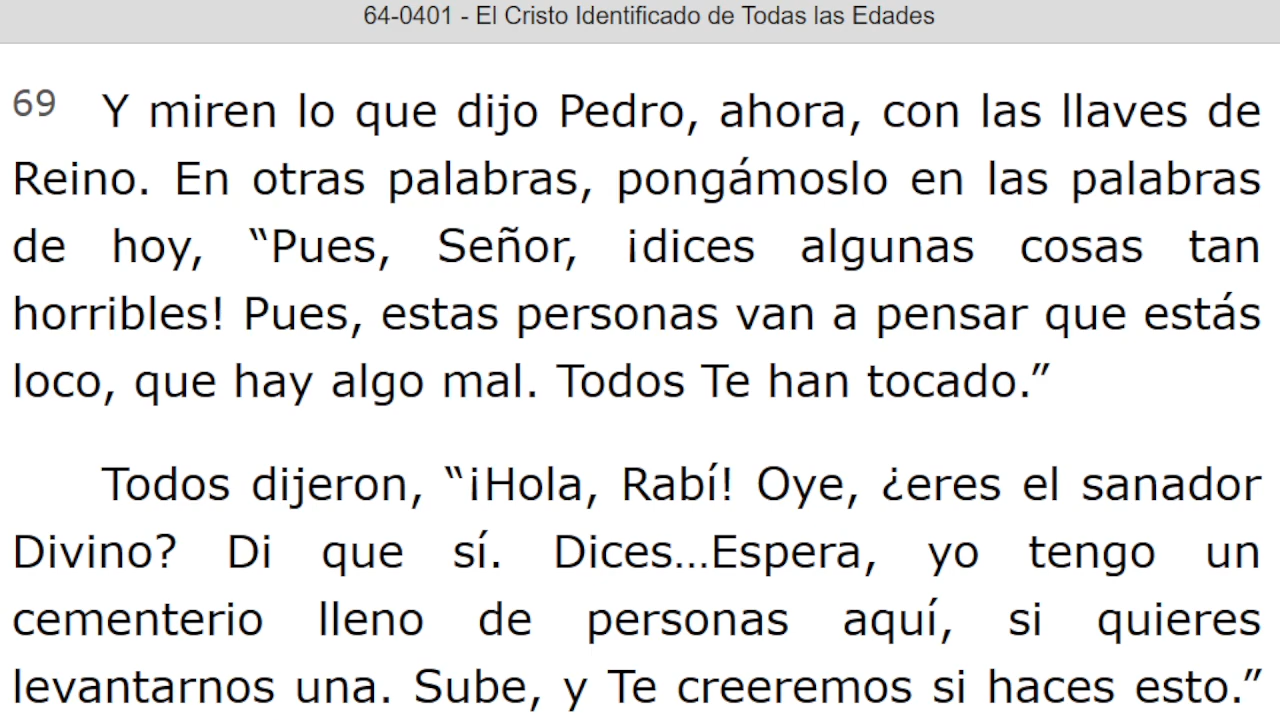 64-0401 - El Cristo Identificado de Todas las Edades
69 Y miren lo que dijo Pedro, ahora, con las llaves de
Reino. En otras palabras, pongámoslo en las palabras
de hoy, “Pues, Señor, ¡dices algunas cosas tan
horribles! Pues, estas personas van a pensar que estás
loco, que hay algo mal. Todos Te han tocado.”
Todos dijeron, “¡Hola, Rabí! Oye, ¿eres el sanador
Divino? Di que sí. Dices...Espera, yo tengo un
cementerio lleno de personas aquí, si quieres
levantarnos una. Sube, y Te creeremos si haces esto.”